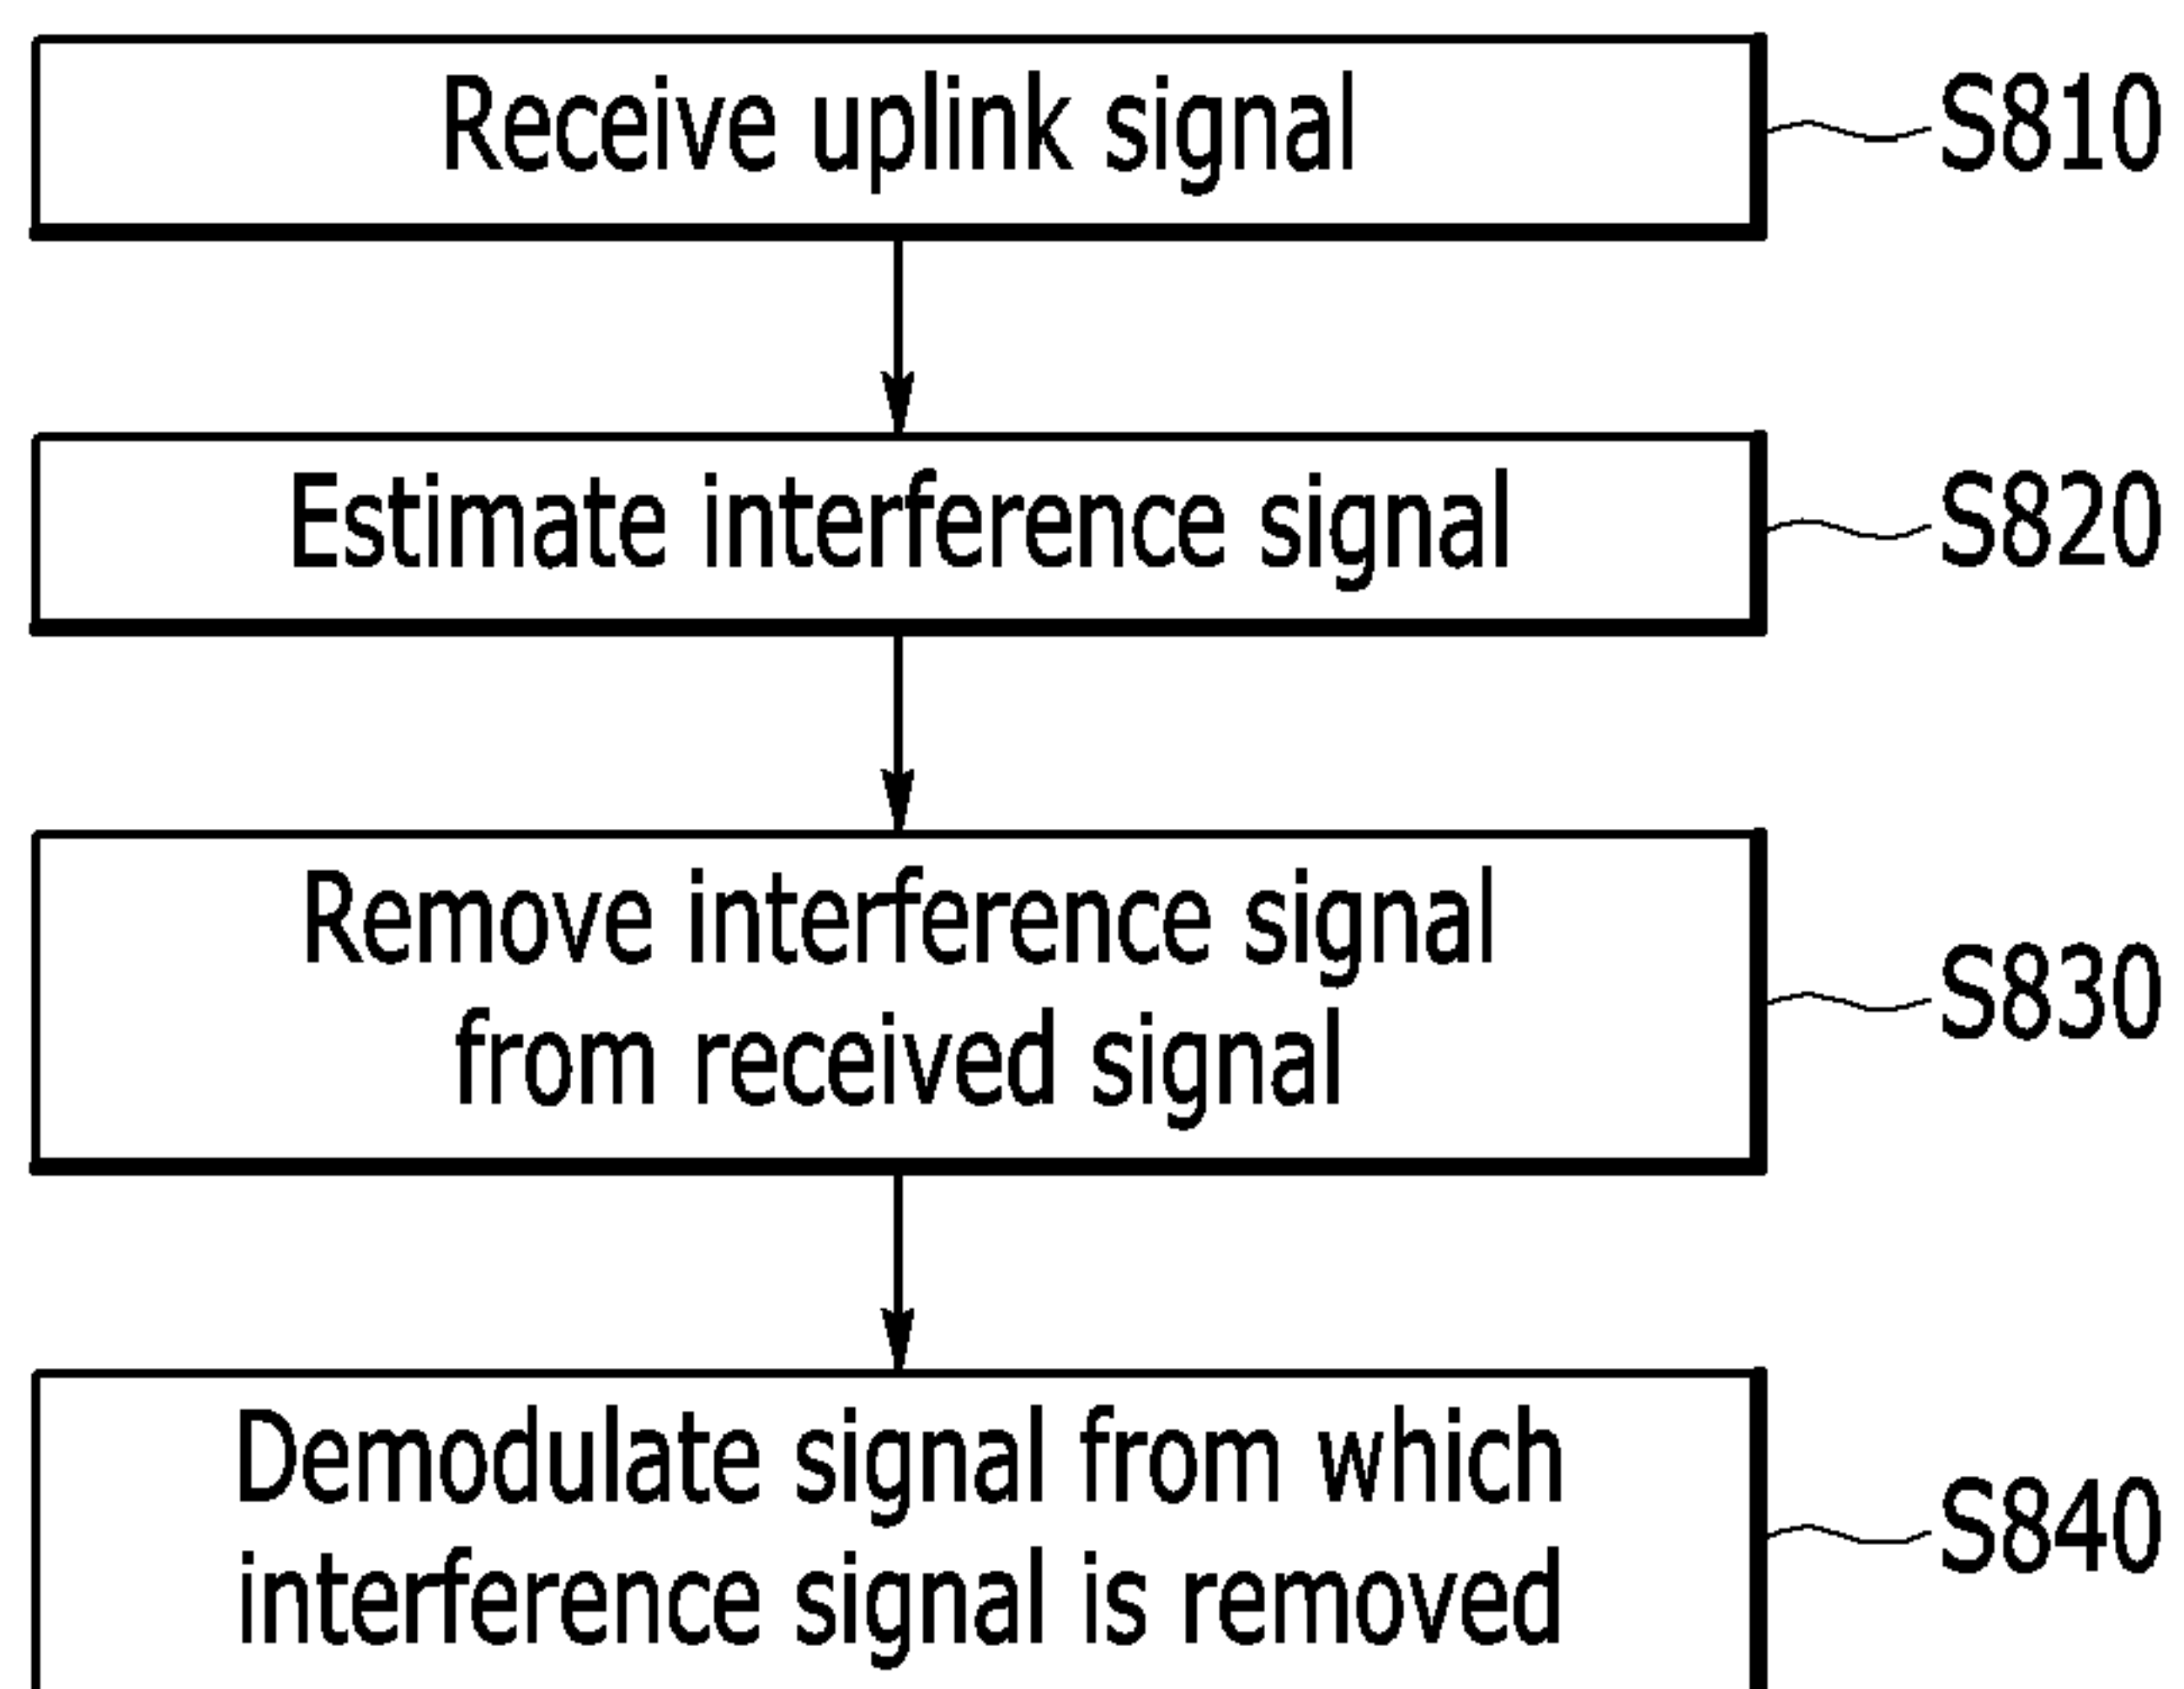 Receive uplink signal
S810
Estimate interference signal
S820
Remove interference signal
from received signal
S830
Demodulate signal from which
interference signal is removed
S840